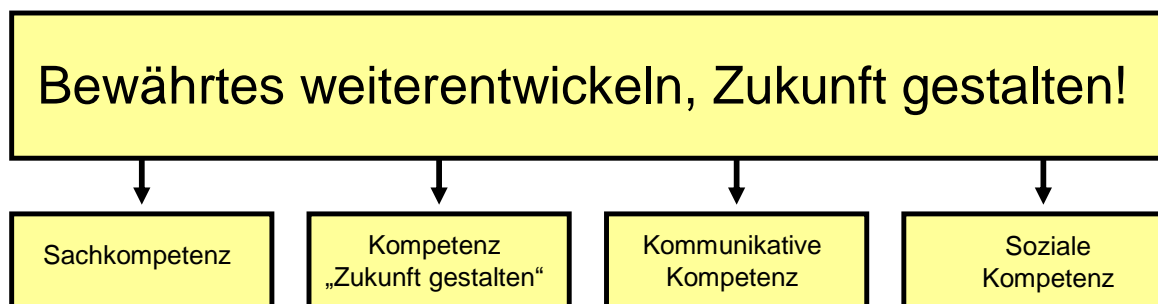 Bewährtes weiterentwickeln, Zukunft gestalten!
Sachkompetenz
Kompetenz
„Zukunft gestalten“
Kommunikative
Kompetenz
Soziale
Kompetenz